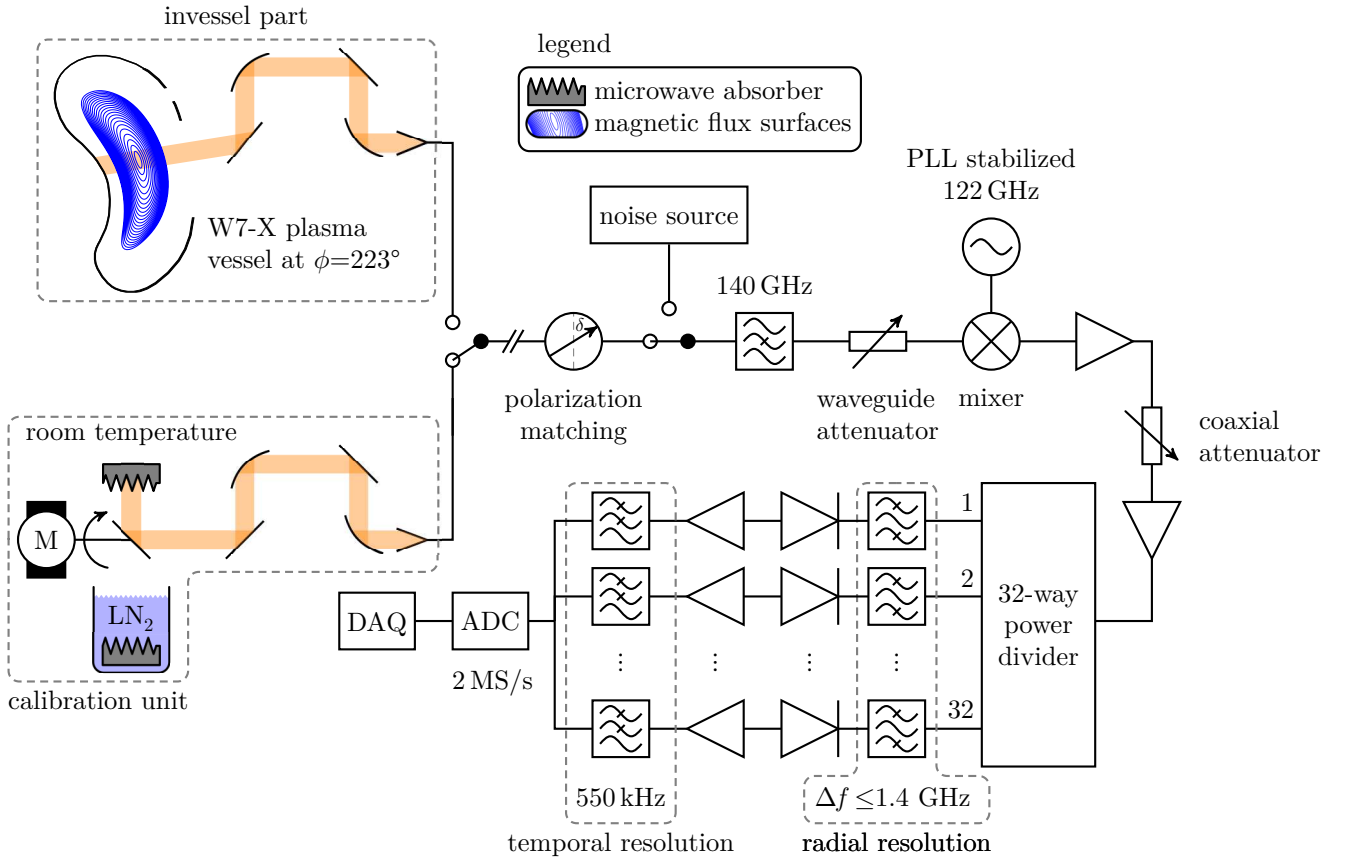 invessel part
legend
microwave absorber
magnetic flux surfaces
PLL stabilized
122 GHz
noise source
W7-X plasma
vessel at ϕ=223°
140 GHz
δ
polarization
matching
waveguide
attenuator
mixer
coaxial
attenuator
room temperature
M
LN₂
calibration unit
DAQ
ADC
2 MS/s
1
2
32
⋮
⋮
⋮
⋮
32-way
power
divider
550 kHz
temporal resolution
Δf ≤1.4 GHz
radial resolution